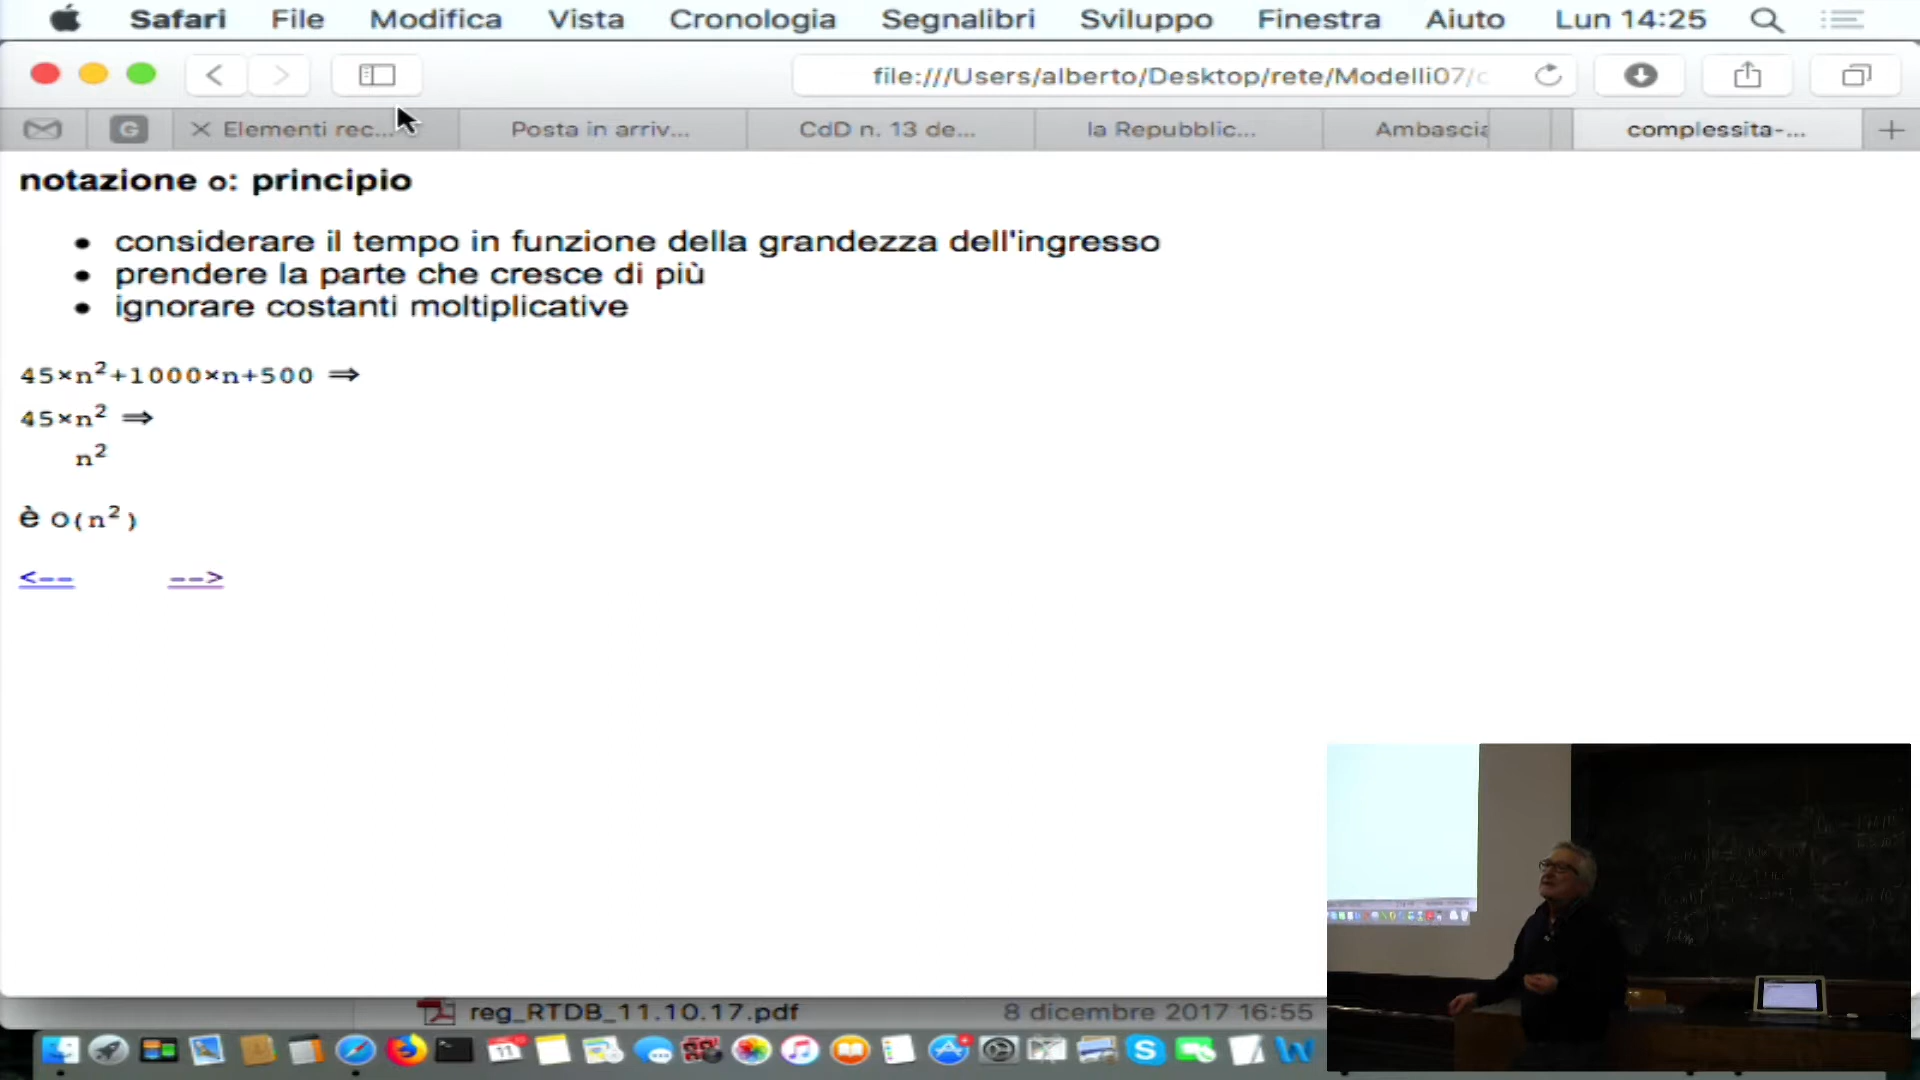 Safari File Modifica Vista Cronologia Segnalibri Sviluppo Finestra Aiuto Lun 14:25
file:///Users/alberto/Desktop/rete/Modelli07/
G Elementi rec... Posta in arriv... CdD n. 13 de... la Repubblic... Ambascia complessita-...
notazione O: principio
• considerare il tempo in funzione della grandezza dell'ingresso
• prendere la parte che cresce di più
• ignorare costanti moltiplicative
45×n²+1000×n+500 ⇒
45×n² ⇒
n²
è O(n²)
<-- -->
reg_RTDB_11.10.17.pdf 8 dicembre 2017 16:55
11